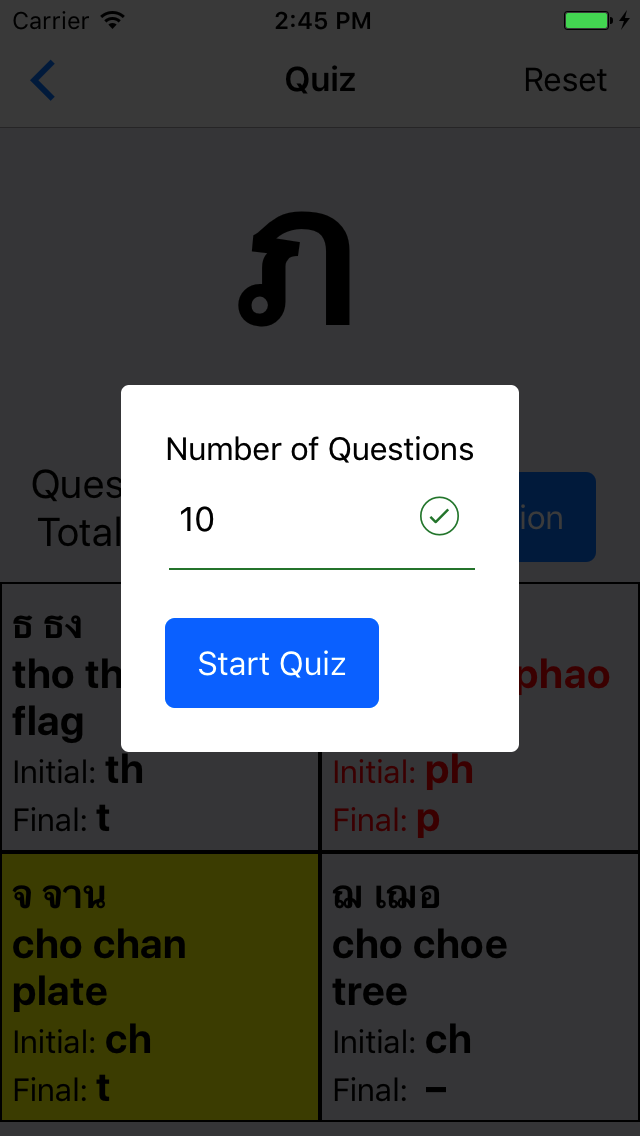 Carrier 2:45 PM
Quiz Reset
ภ
Number of Questions
10
Ques
Total
ion
Start Quiz
ธ ธง
tho th
flag
Initial: th
Final: t
phao
Initial: ph
Final: p
จ จาน
cho chan
plate
Initial: ch
Final: t
ฌ เฌอ
cho choe
tree
Initial: ch
Final: –